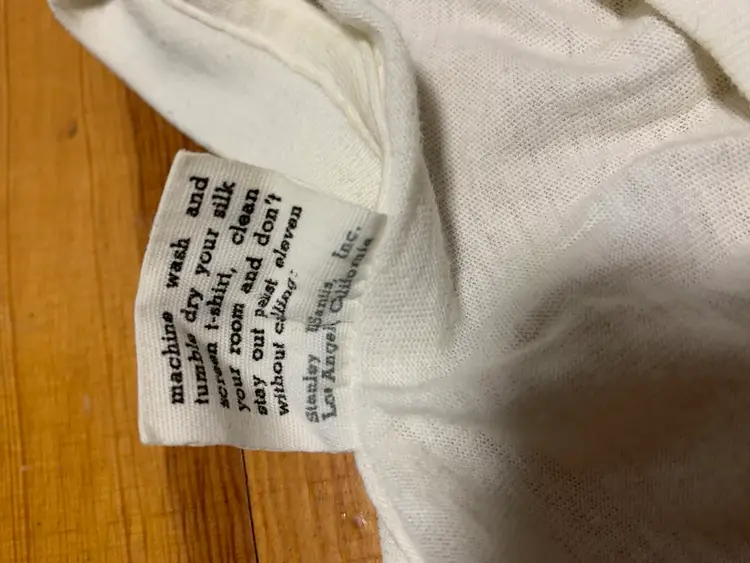 machine wash and
tumble dry your silk
screen t-shirt, clean
your room and don't
stay out past eleven
without calling:
Stanley Inc.
Los Angeles, California